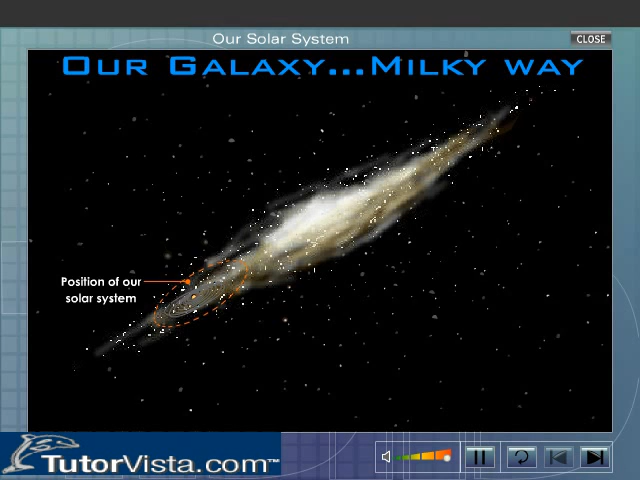 Our Solar System
CLOSE
OUR GALAXY...MILKY WAY
Position of our
solar system
TutorVista.com™